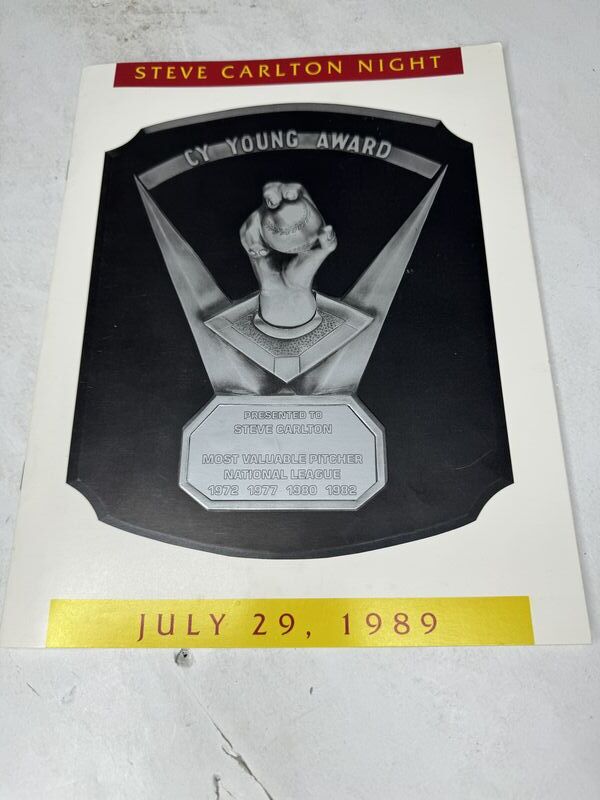 STEVE CARLTON NIGHT
CY YOUNG AWARD
PRESENTED TO
STEVE CARLTON
MOST VALUABLE PITCHER
NATIONAL LEAGUE
1972 1977 1980 1982
JULY 29, 1989